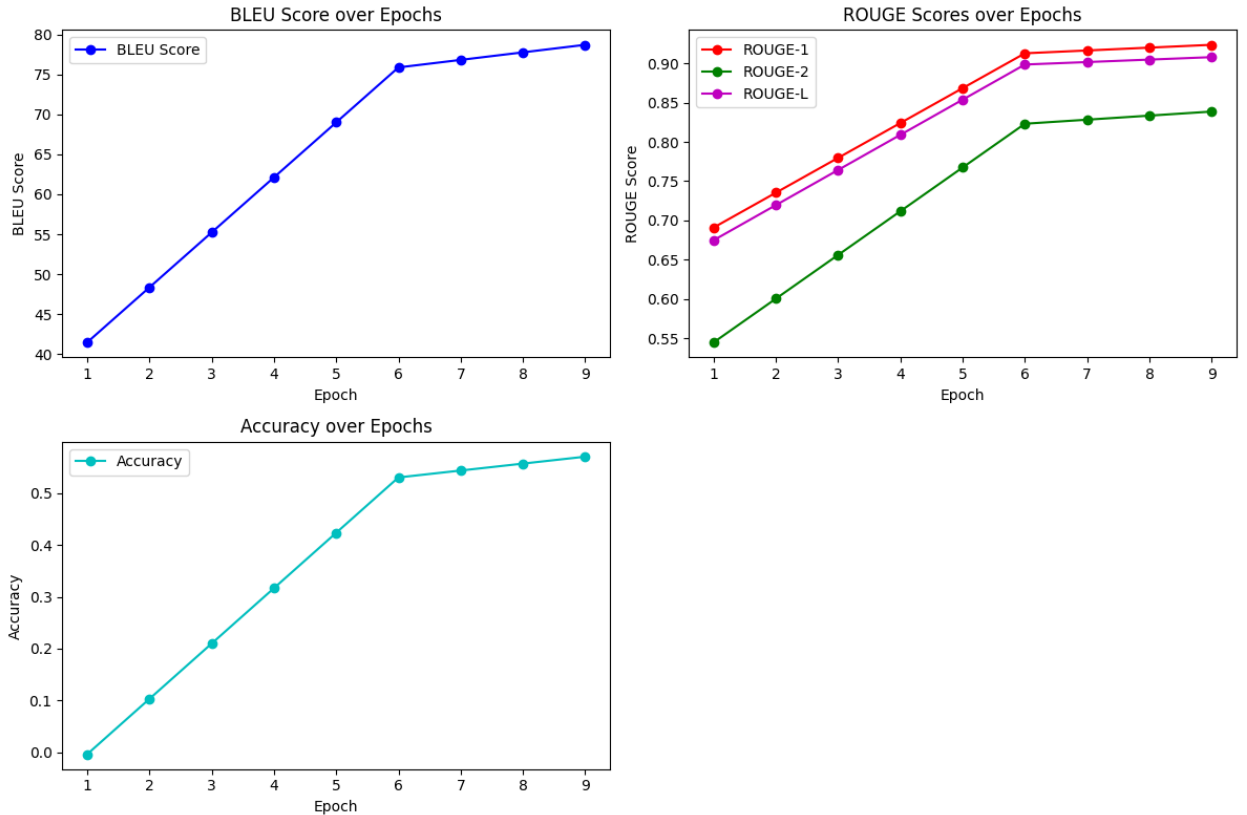 BLEU Score over Epochs
BLEU Score
BLEU Score
80
75
70
65
60
55
50
45
40
1 2 3 4 5 6 7 8 9
Epoch
ROUGE Scores over Epochs
ROUGE-1
ROUGE-2
ROUGE-L
ROUGE Score
0.90
0.85
0.80
0.75
0.70
0.65
0.60
0.55
1 2 3 4 5 6 7 8 9
Epoch
Accuracy over Epochs
Accuracy
Accuracy
0.5
0.4
0.3
0.2
0.1
0.0
1 2 3 4 5 6 7 8 9
Epoch